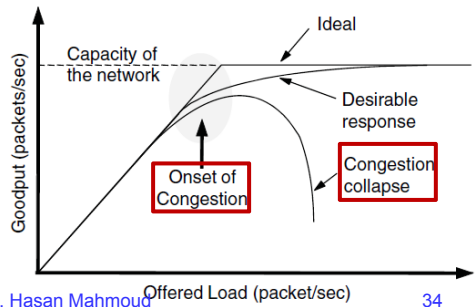 Goodput (packets/sec)
Capacity of
the network
Ideal
Desirable
response
Onset of
Congestion
Congestion
collapse
Offered Load (packet/sec)
. Hasan Mahmoud
34